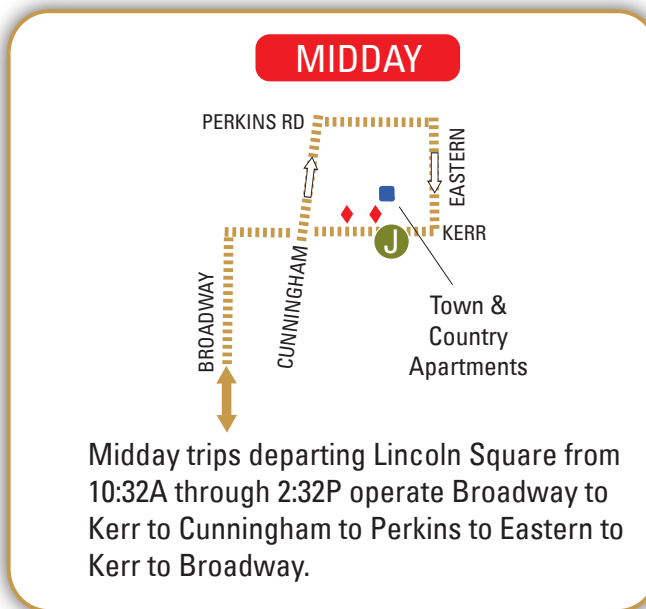 MIDDAY
PERKINS RD
EASTERN
KERR
J
CUNNINGHAM
BROADWAY
Town &
Country
Apartments
Midday trips departing Lincoln Square from
10:32A through 2:32P operate Broadway to
Kerr to Cunningham to Perkins to Eastern to
Kerr to Broadway.